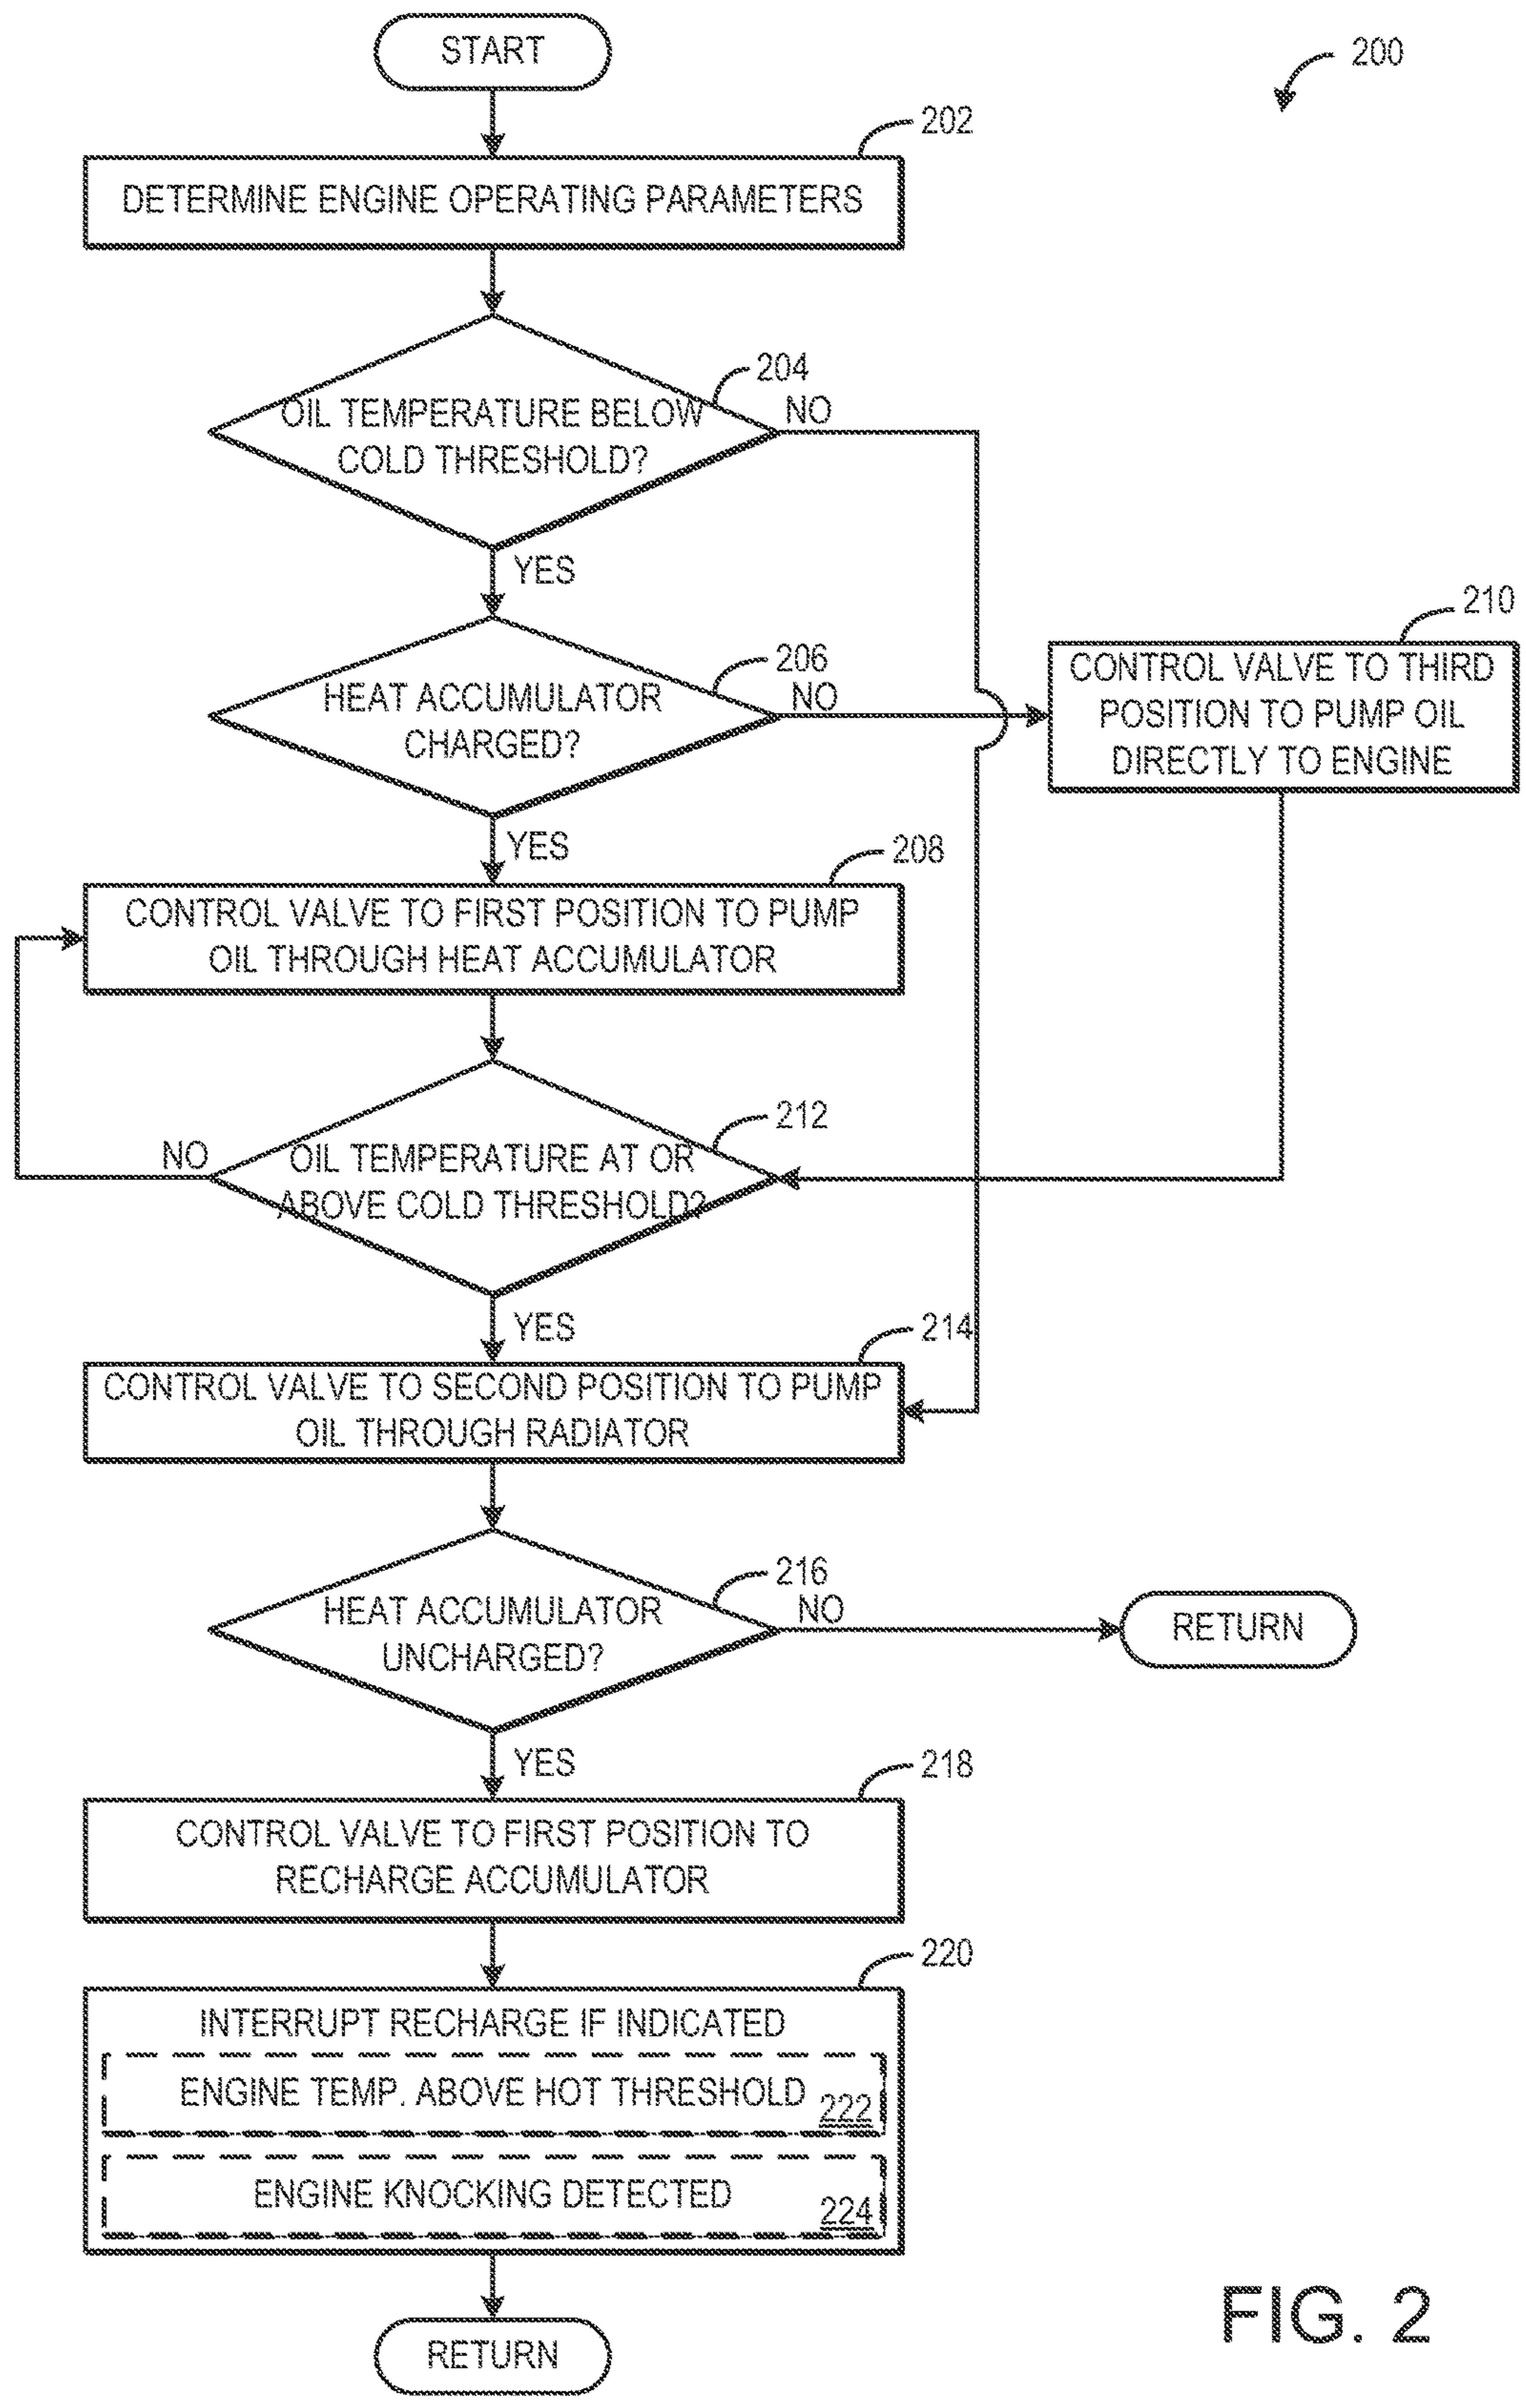 START
200
202
DETERMINE ENGINE OPERATING PARAMETERS
204
OIL TEMPERATURE BELOW
COLD THRESHOLD?
NO
YES
206
HEAT ACCUMULATOR
CHARGED?
NO
210
CONTROL VALVE TO THIRD
POSITION TO PUMP OIL
DIRECTLY TO ENGINE
YES
208
CONTROL VALVE TO FIRST POSITION TO PUMP
OIL THROUGH HEAT ACCUMULATOR
212
NO
OIL TEMPERATURE AT OR
ABOVE COLD THRESHOLD?
YES
214
CONTROL VALVE TO SECOND POSITION TO PUMP
OIL THROUGH RADIATOR
216
HEAT ACCUMULATOR
UNCHARGED?
NO
RETURN
YES
218
CONTROL VALVE TO FIRST POSITION TO
RECHARGE ACCUMULATOR
220
INTERRUPT RECHARGE IF INDICATED
ENGINE TEMP. ABOVE HOT THRESHOLD
222
ENGINE KNOCKING DETECTED
224
RETURN
FIG. 2